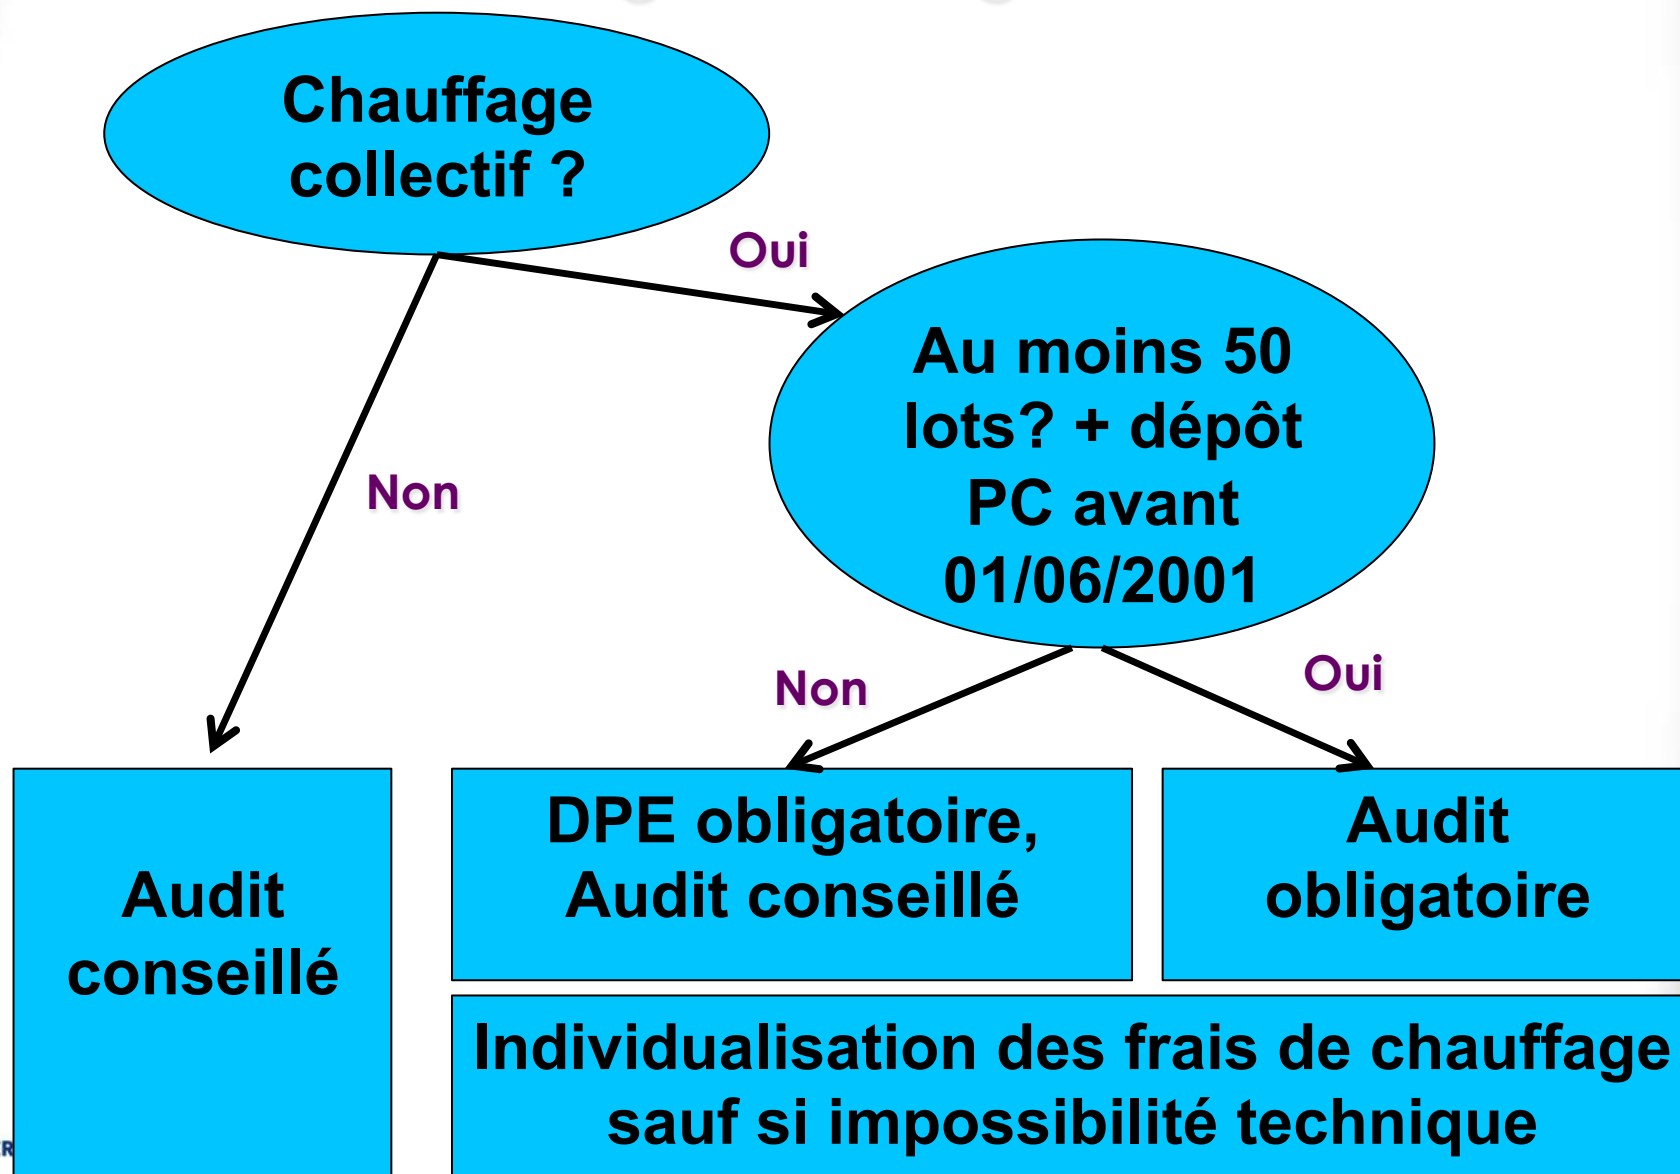 Chauffage
collectif ?
Oui
Non
Au moins 50
lots? + dépôt
PC avant
01/06/2001
Non
Oui
Audit
conseillé
DPE obligatoire,
Audit conseillé
Audit
obligatoire
Individualisation des frais de chauffage
sauf si impossibilité technique